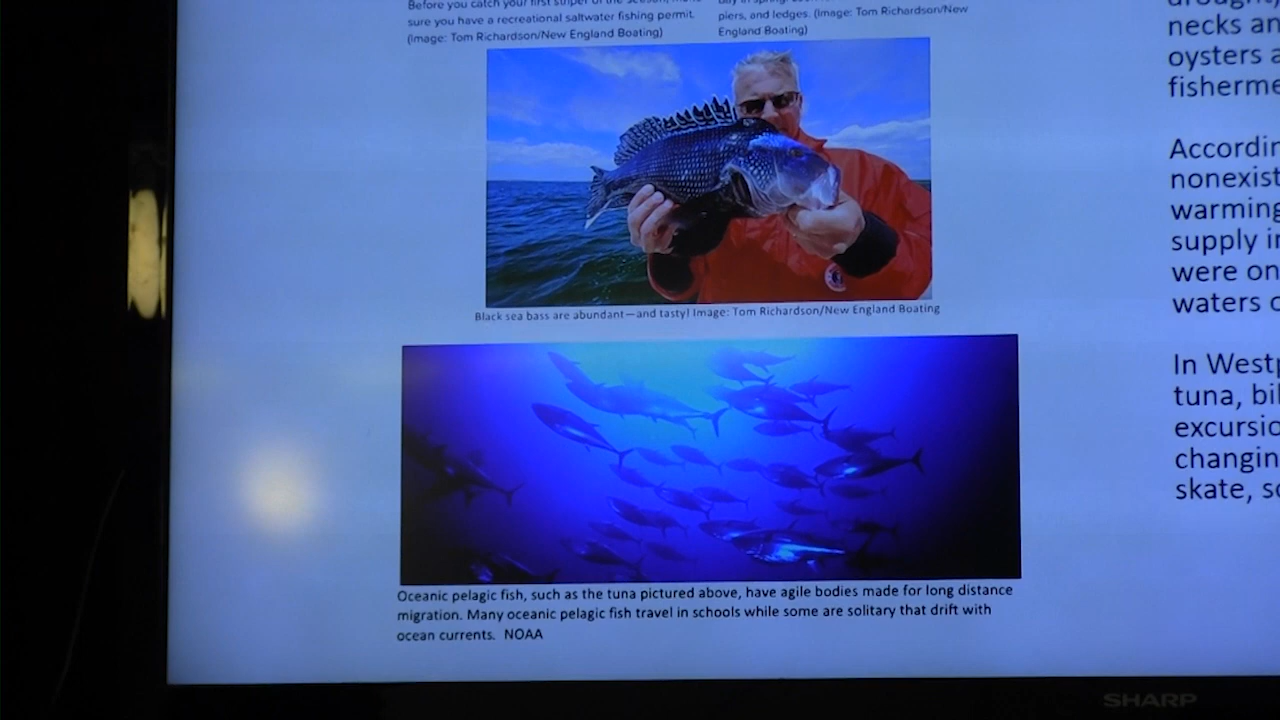 Before you catch your first striper of the season, make
sure you have a recreational saltwater fishing permit.
(Image: Tom Richardson/New England Boating)
piers, and ledges. (Image: Tom Richardson/New
England Boating)
Black sea bass are abundant—and tasty! Image: Tom Richardson/New England Boating
Oceanic pelagic fish, such as the tuna pictured above, have agile bodies made for long distance
migration. Many oceanic pelagic fish travel in schools while some are solitary that drift with
ocean currents. NOAA
necks an
oysters a
fisherme
Accordin
nonexist
warming
supply in
were on
waters o
In Westp
tuna, bil
excursio
changin
skate, so
SHARP